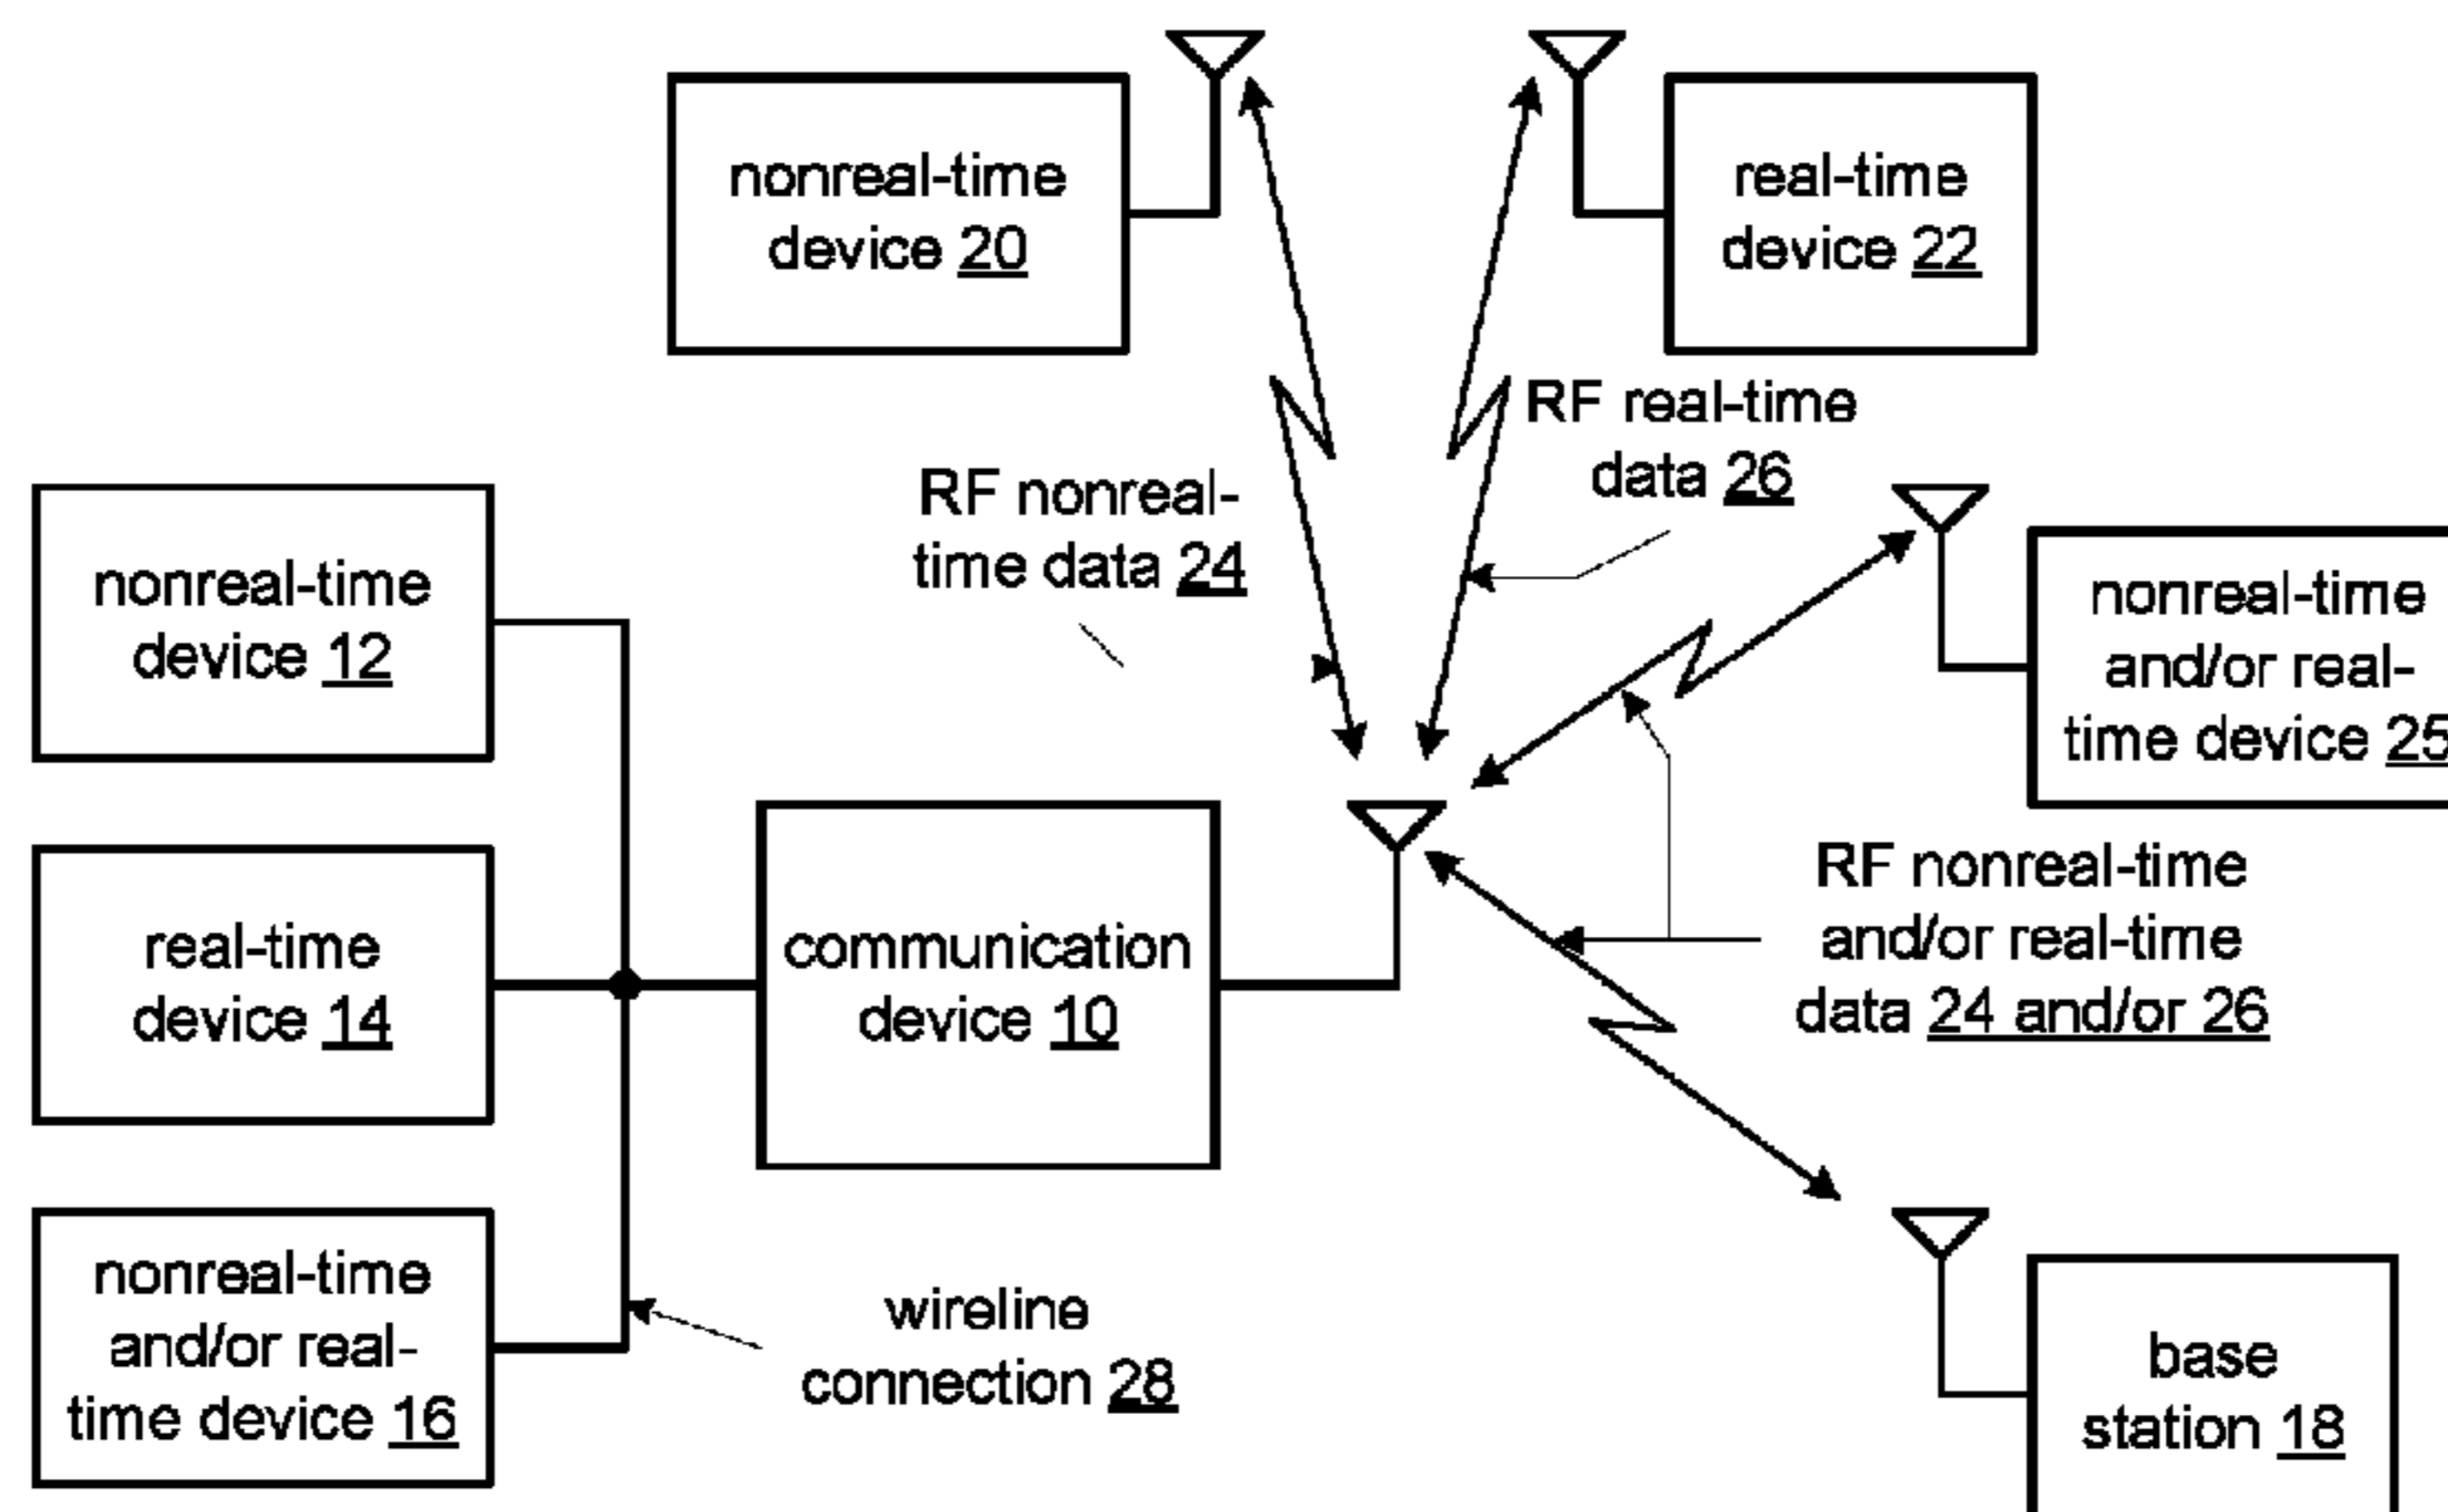 nonreal-time
device 20
real-time
device 22
RF real-time
data 26
RF nonreal-
time data 24
nonreal-time
device 12
nonreal-time
and/or real-
time device 25
real-time
device 14
communication
device 10
RF nonreal-time
and/or real-time
data 24 and/or 26
nonreal-time
and/or real-
time device 16
wireline
connection 28
base
station 18